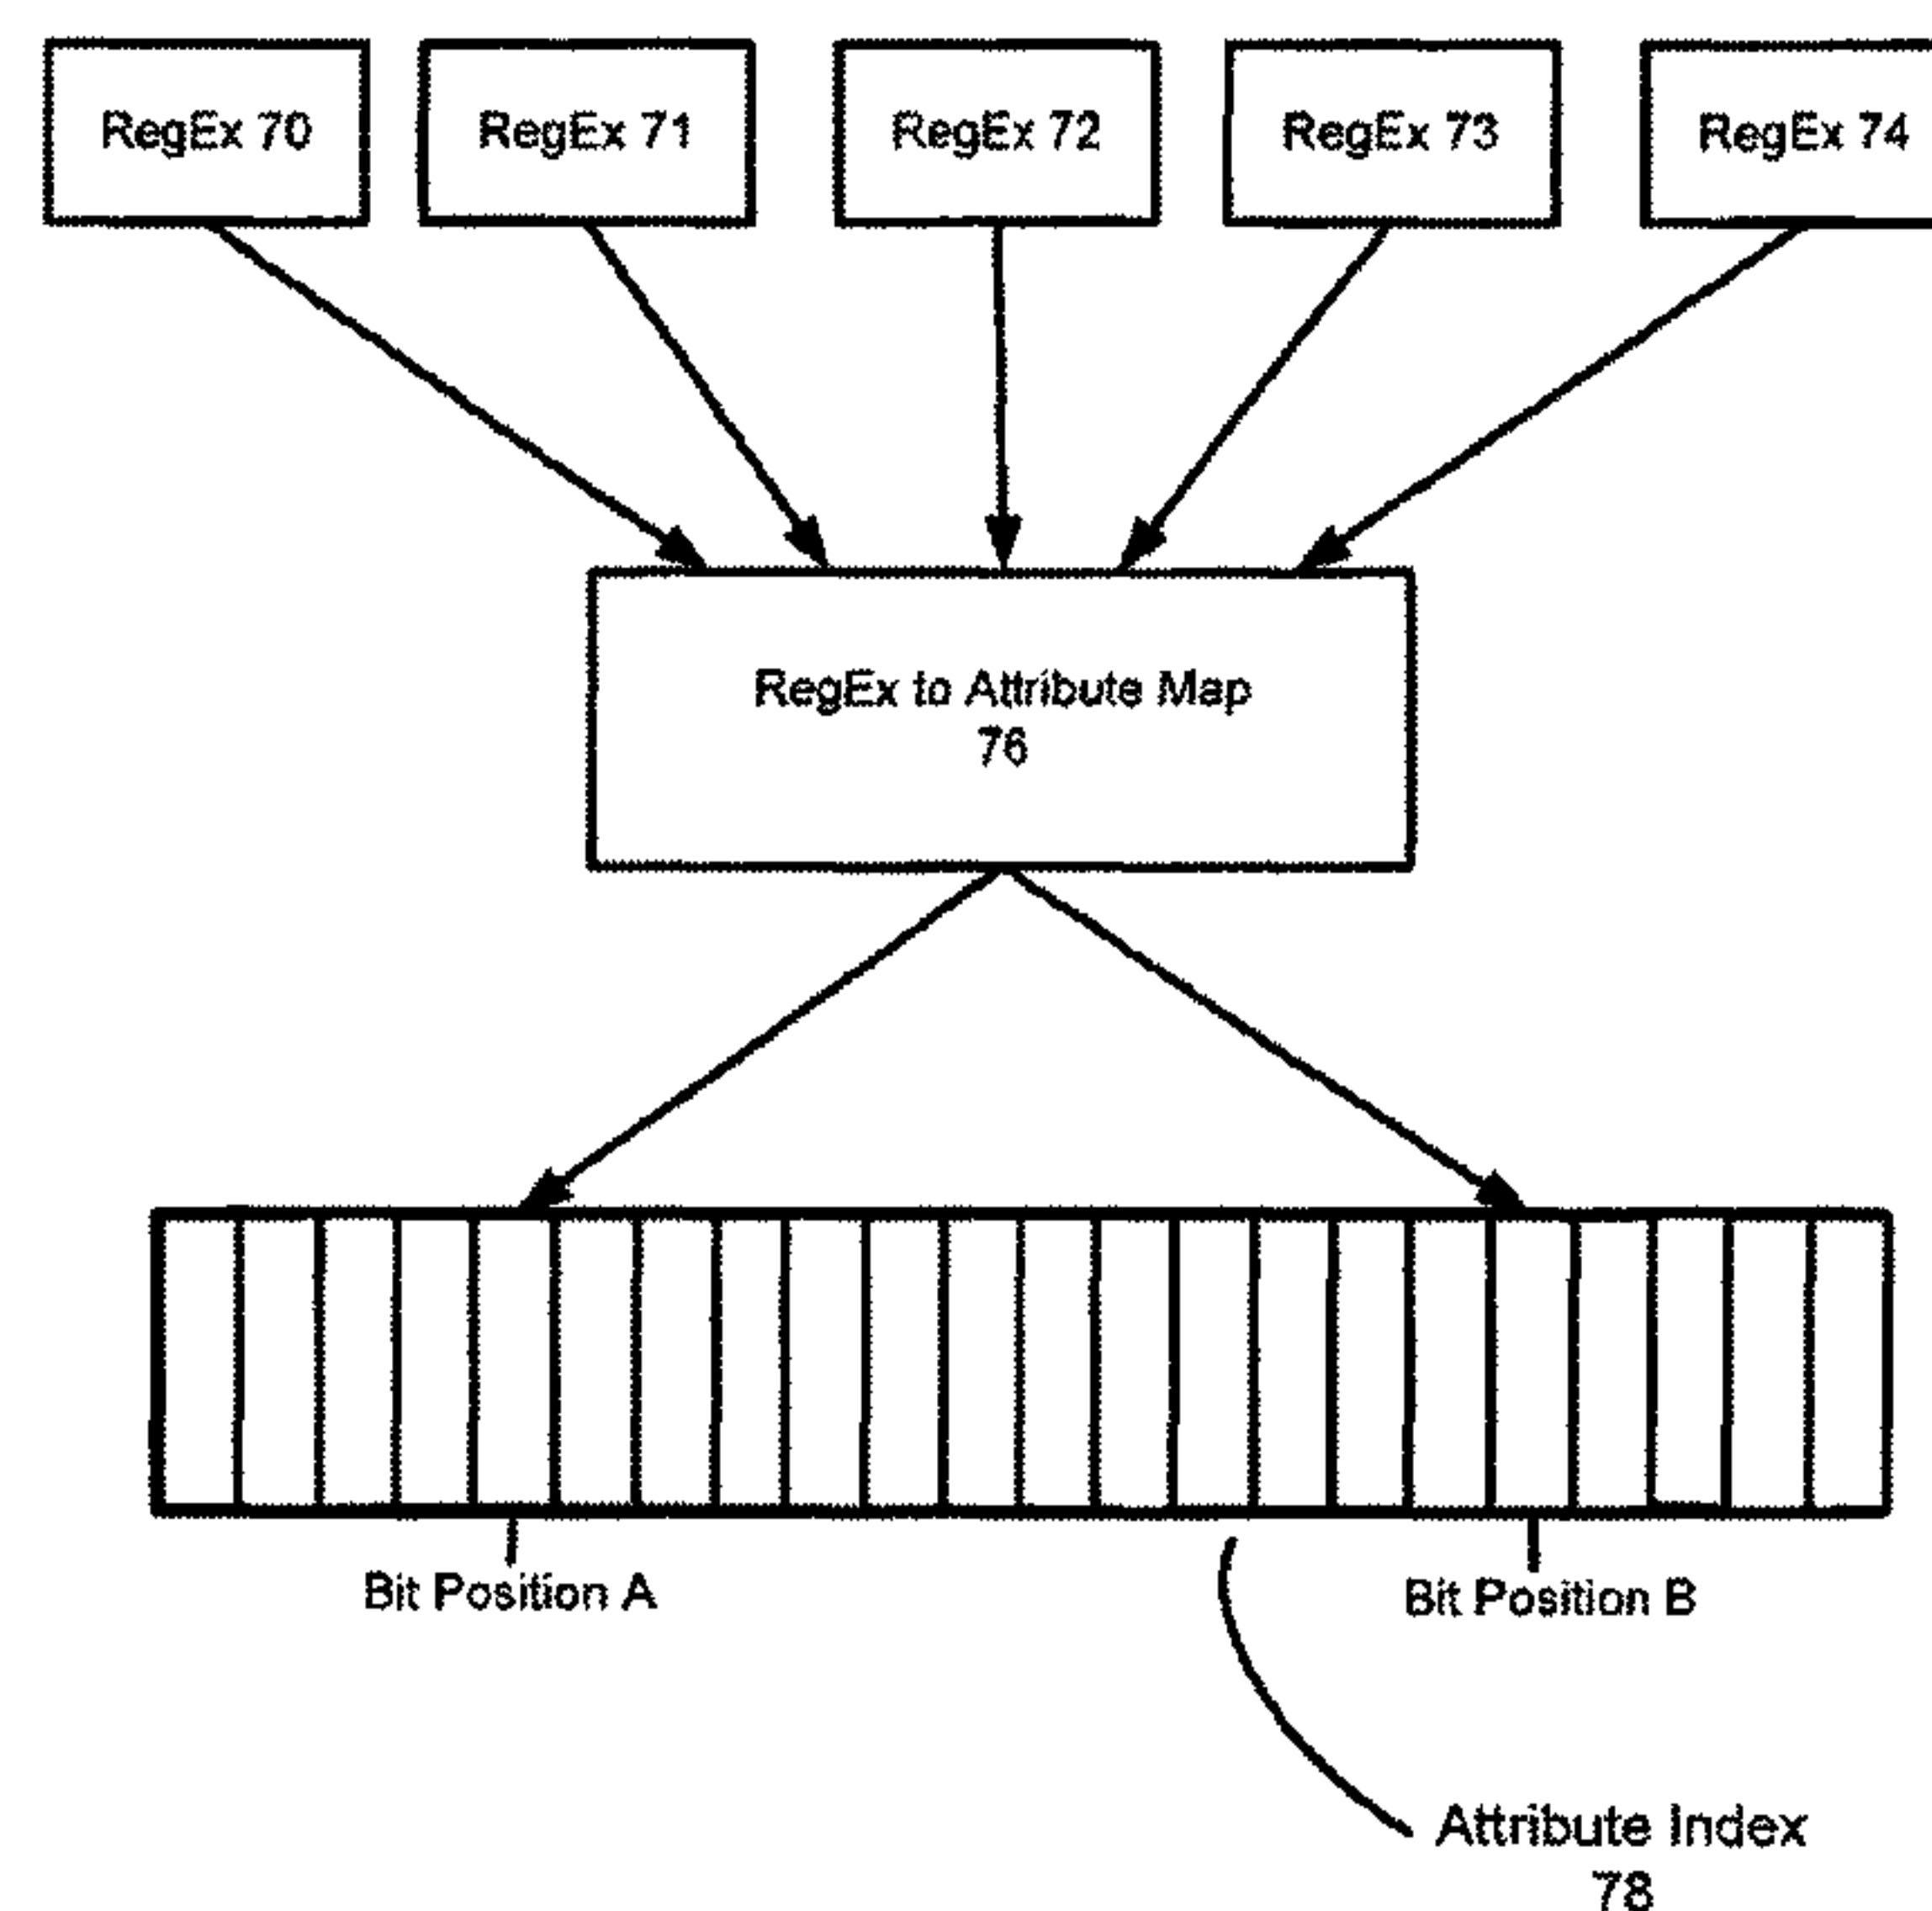 RegEx 70
RegEx 71
RegEx 72
RegEx 73
RegEx 74
RegEx to Attribute Map
76
Bit Position A
Bit Position B
Attribute Index
78